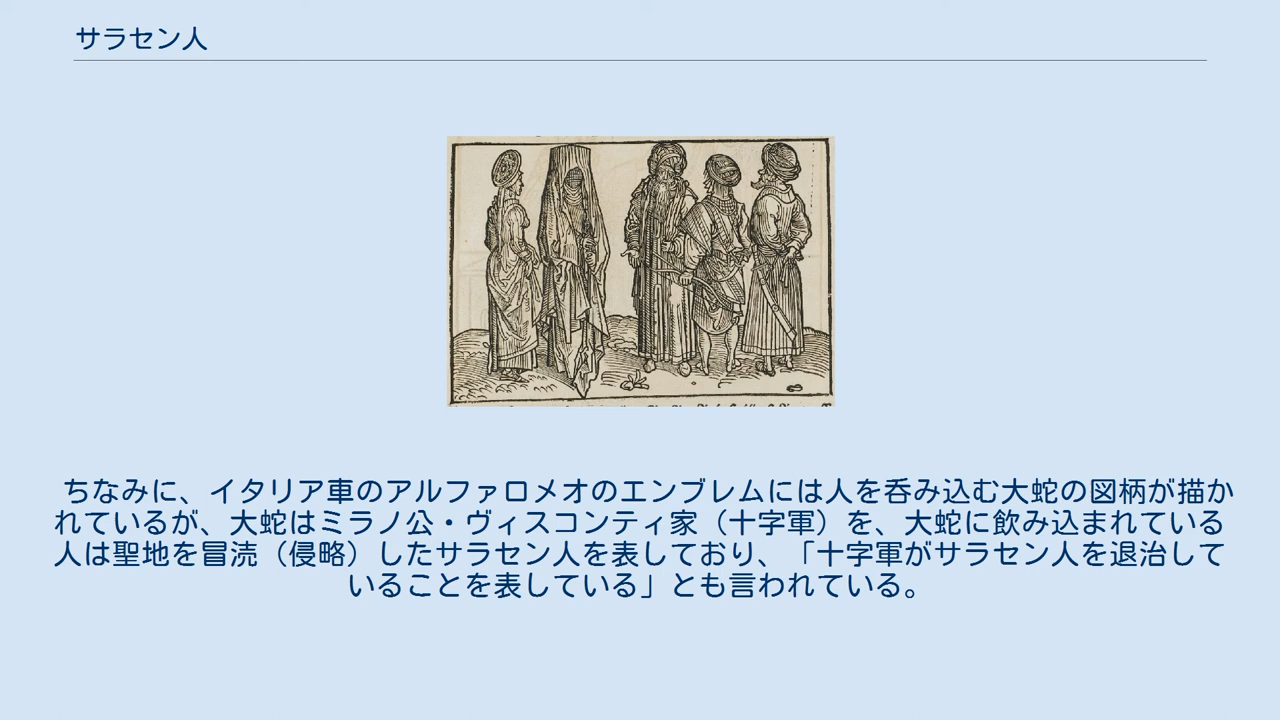 サラセン人
ちなみに、イタリア車のアルファロメオのエンブレムには人を呑み込む大蛇の図柄が描か
れているが、大蛇はミラノ公・ヴィスコンティ家（十字軍）を、大蛇に飲み込まれている
人は聖地を冒涜（侵略）したサラセン人を表しており、「十字軍がサラセン人を退治して
いることを表している」とも言われている。